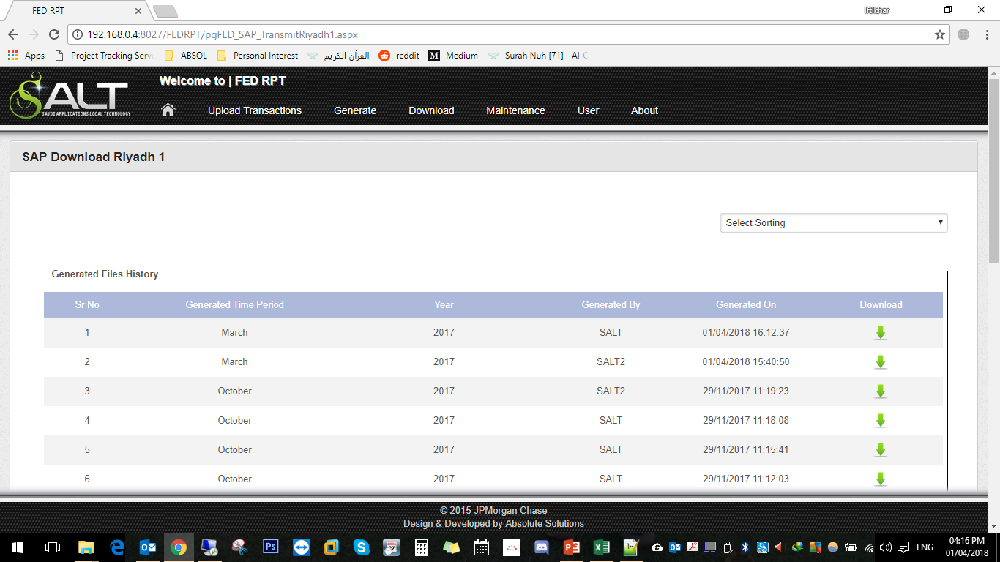 FED RPT
Iftikhar
192.168.0.4:8027/FEDRPT/pgFED_SAP_TransmitRiyadh1.aspx
Apps Project Tracking Serv ABSOL Personal Interest القرآن الكريم reddit M Medium Surah Nuh [71] - Al-C
SALT
SAUDI APPLICATIONS LOCAL TECHNOLOGY
Welcome to | FED RPT
Upload Transactions Generate Download Maintenance User About
SAP Download Riyadh 1
Select Sorting
Generated Files History
Sr No Generated Time Period Year Generated By Generated On Download
1 March 2017 SALT 01/04/2018 16:12:37
2 March 2017 SALT2 01/04/2018 15:40:50
3 October 2017 SALT2 29/11/2017 11:19:23
4 October 2017 SALT 29/11/2017 11:18:08
5 October 2017 SALT 29/11/2017 11:15:41
6 October 2017 SALT 29/11/2017 11:12:03
© 2015 JPMorgan Chase
Design & Developed by Absolute Solutions
ENG
04:16 PM
01/04/2018